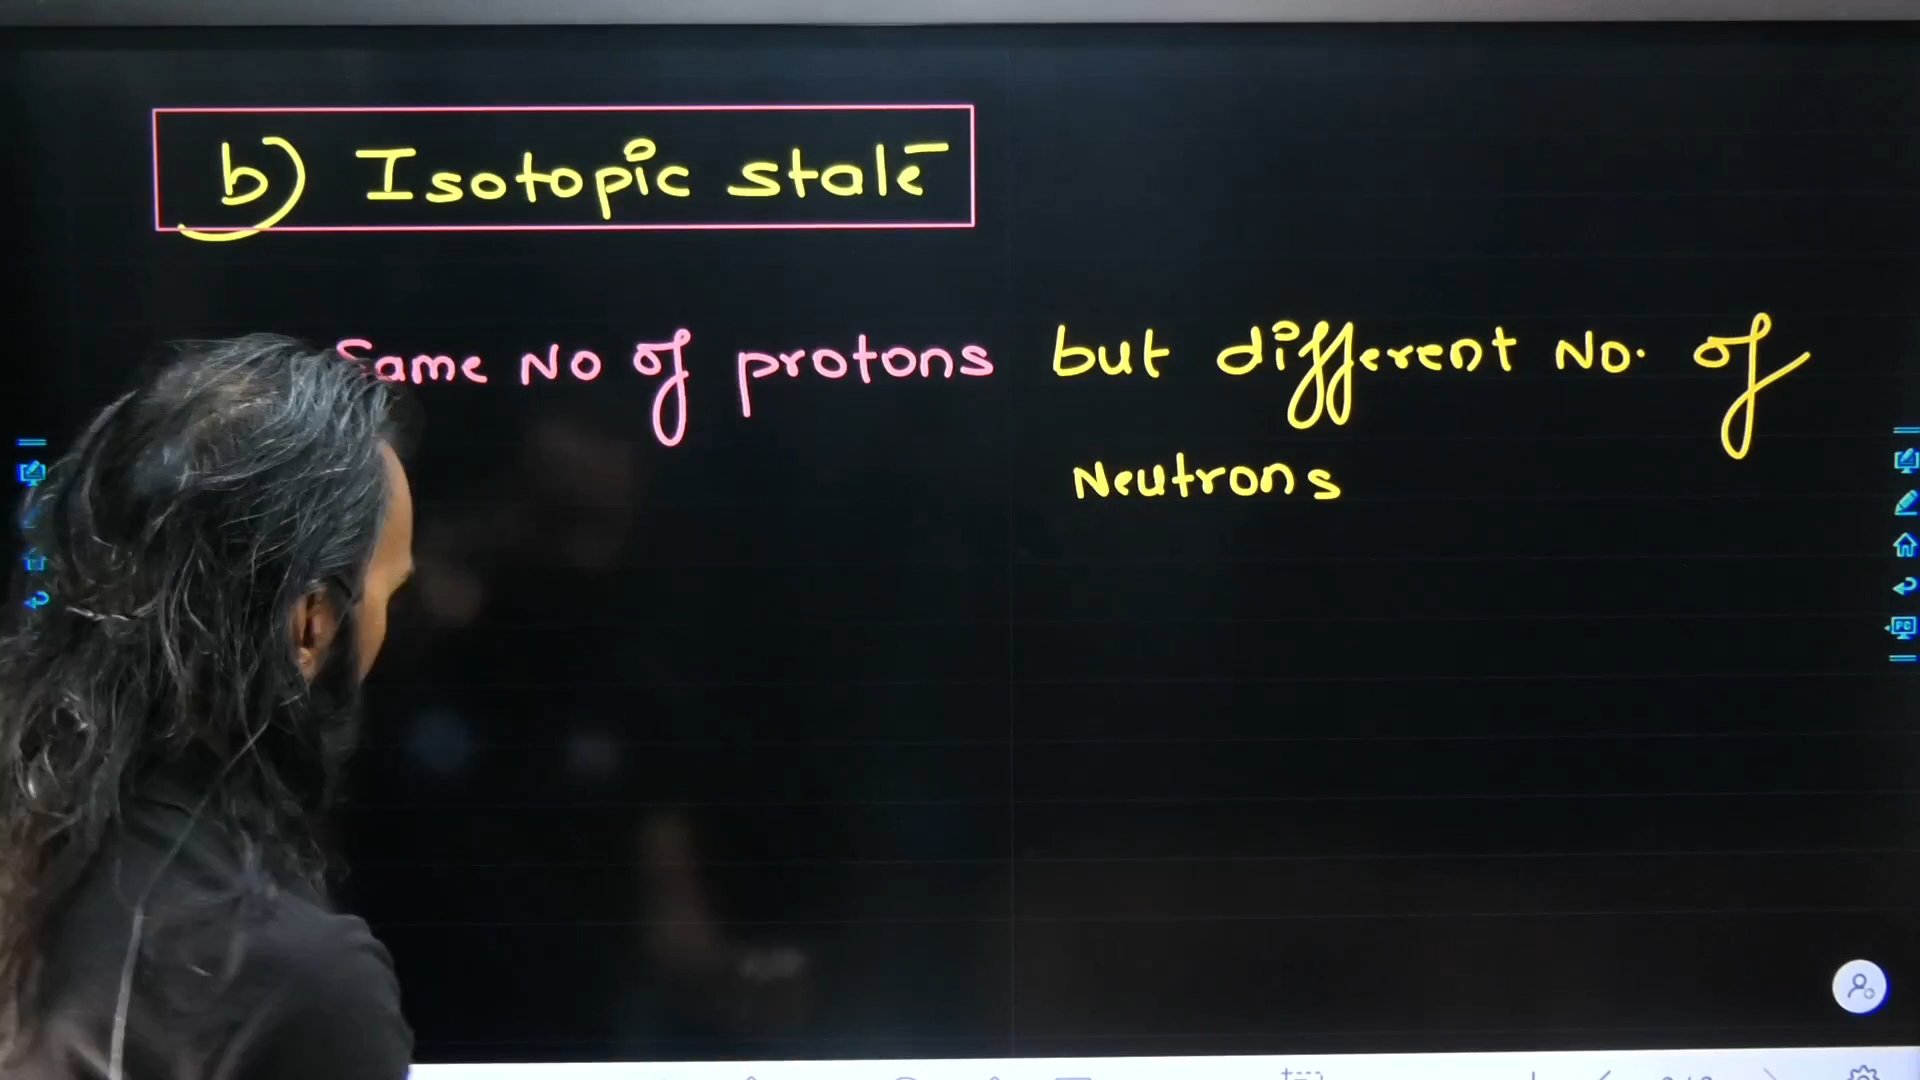 b) Isotopic state
Same No of protons but different No. of
Neutrons